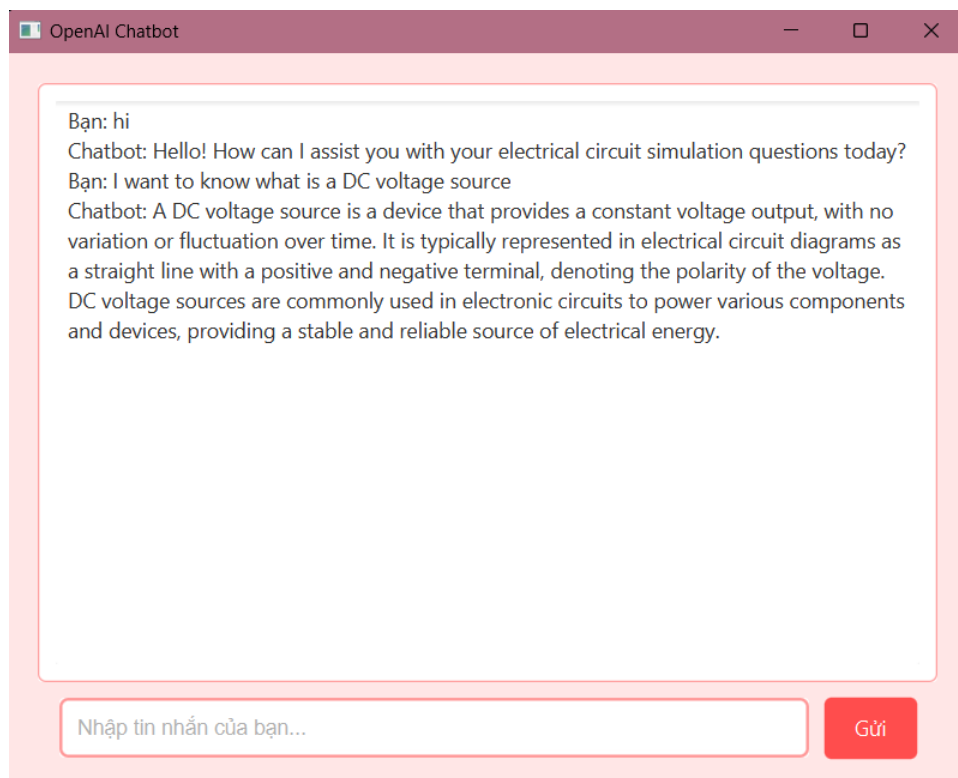 OpenAI Chatbot
Bạn: hi
Chatbot: Hello! How can I assist you with your electrical circuit simulation questions today?
Bạn: I want to know what is a DC voltage source
Chatbot: A DC voltage source is a device that provides a constant voltage output, with no
variation or fluctuation over time. It is typically represented in electrical circuit diagrams as
a straight line with a positive and negative terminal, denoting the polarity of the voltage.
DC voltage sources are commonly used in electronic circuits to power various components
and devices, providing a stable and reliable source of electrical energy.
Nhập tin nhắn của bạn...
Gửi